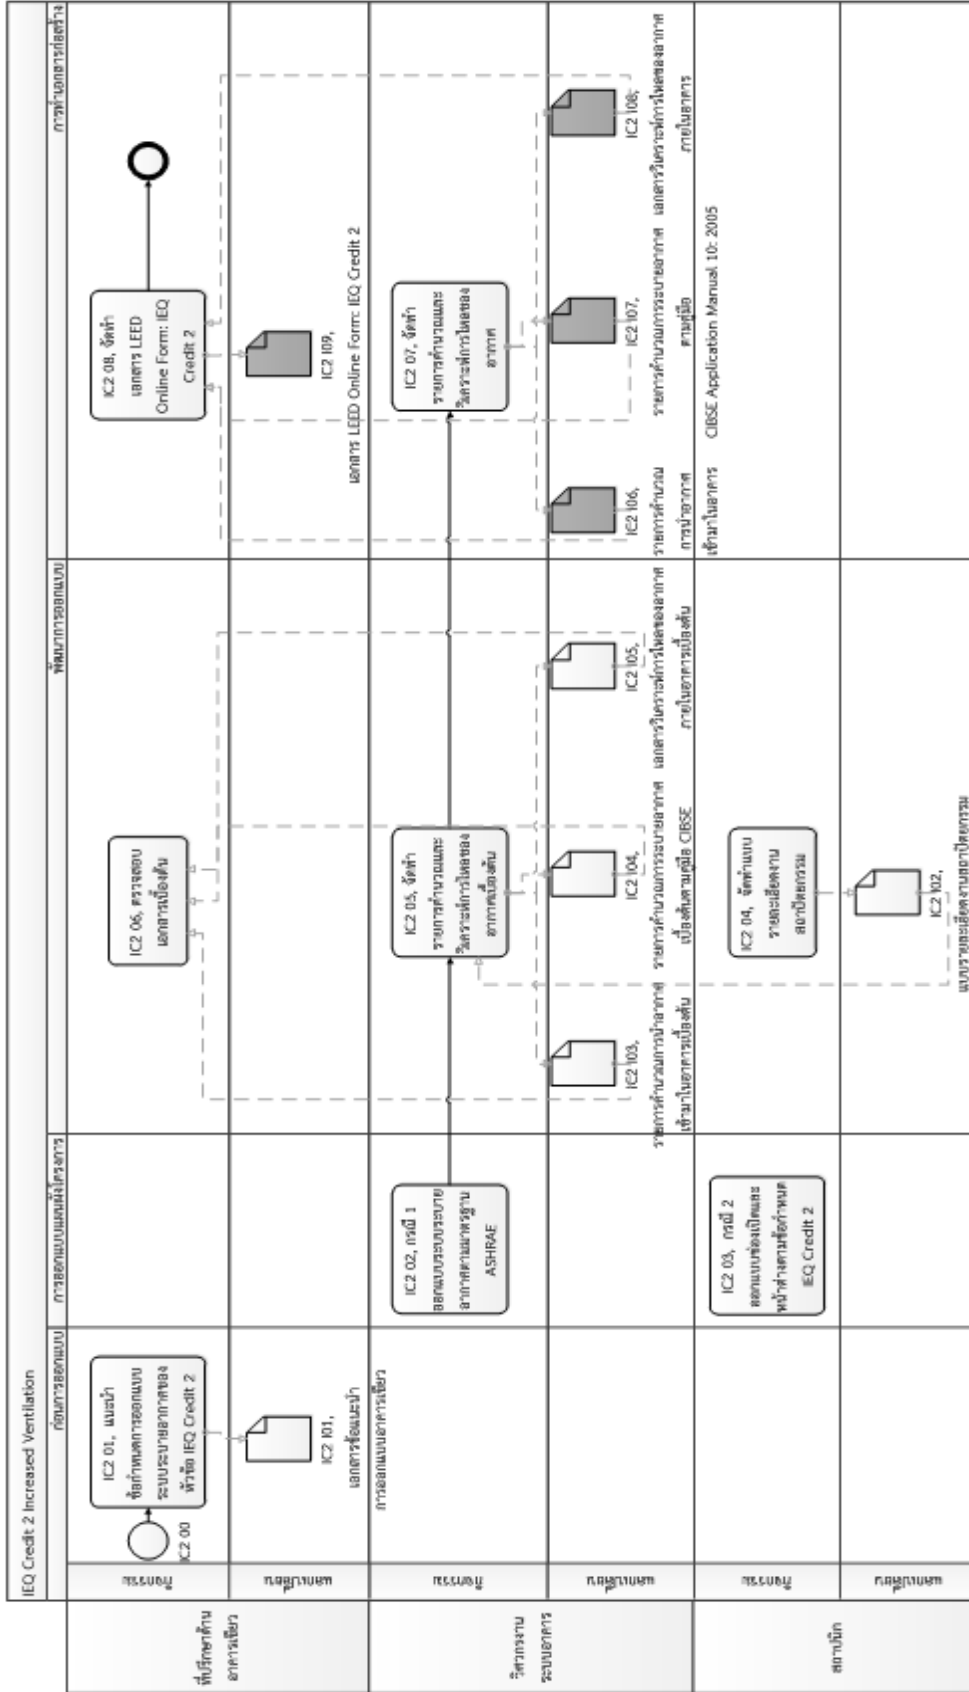 IEQ Credit 2 Increased Ventilation
ก่อนการออกแบบ
การออกแบบแผนผังโครงการ
พัฒนาการออกแบบ
การทำเอกสารก่อสร้าง
ที่ปรึกษาด้าน
อาคารเขียว
กิจกรรม
IC2 00
IC2 01, แนะนำ
ข้อกำหนดการออกแบบ
ระบบระบายอากาศของ
หัวข้อ IEQ Credit 2
IC2 06, ตรวจสอบ
เอกสารเบื้องต้น
IC2 08, จัดทำ
เอกสาร LEED
Online Form: IEQ
Credit 2
แลกเปลี่ยน
IC2 I01,
เอกสารข้อแนะนำ
การออกแบบอาคารเขียว
IC2 I09,
เอกสาร LEED Online Form: IEQ Credit 2
วิศวกรงาน
ระบบอาคาร
กิจกรรม
IC2 02, กรณี 1
ออกแบบระบบระบาย
อากาศตามมาตรฐาน
ASHRAE
IC2 05, จัดทำ
รายการคำนวณและ
วิเคราะห์การไหลของ
อากาศเบื้องต้น
IC2 07, จัดทำ
รายการคำนวณและ
วิเคราะห์การไหลของ
อากาศ
แลกเปลี่ยน
IC2 I03,
รายการคำนวณการนำอากาศ
เข้ามาในอาคารเบื้องต้น
IC2 I04,
รายการคำนวณการระบายอากาศ
เบื้องต้นตามคู่มือ CIBSE
IC2 I05,
เอกสารวิเคราะห์การไหลของอากาศ
ภายในอาคารเบื้องต้น
IC2 I06,
รายการคำนวณ
การนำอากาศ
เข้ามาในอาคาร
IC2 I07,
รายการคำนวณการระบายอากาศ
ตามคู่มือ
CIBSE Application Manual 10: 2005
IC2 I08,
เอกสารวิเคราะห์การไหลของอากาศ
ภายในอาคาร
สถาปนิก
กิจกรรม
IC2 03, กรณี 2
ออกแบบช่องเปิดและ
หน้าต่างตามข้อกำหนด
IEQ Credit 2
IC2 04, จัดทำแบบ
รายละเอียดงาน
สถาปัตยกรรม
แลกเปลี่ยน
IC2 I02,
แบบรายละเอียดงานสถาปัตยกรรม